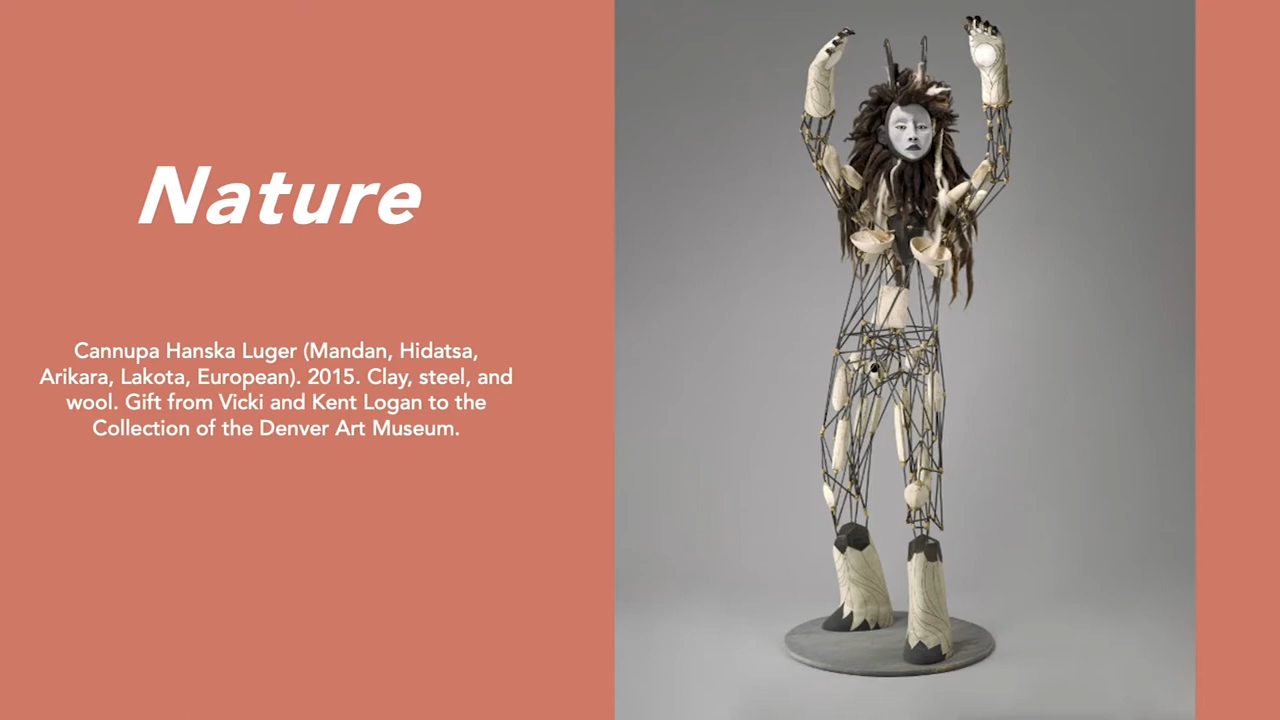 Nature
Cannupa Hanska Luger (Mandan, Hidatsa,
Arikara, Lakota, European). 2015. Clay, steel, and
wool. Gift from Vicki and Kent Logan to the
Collection of the Denver Art Museum.